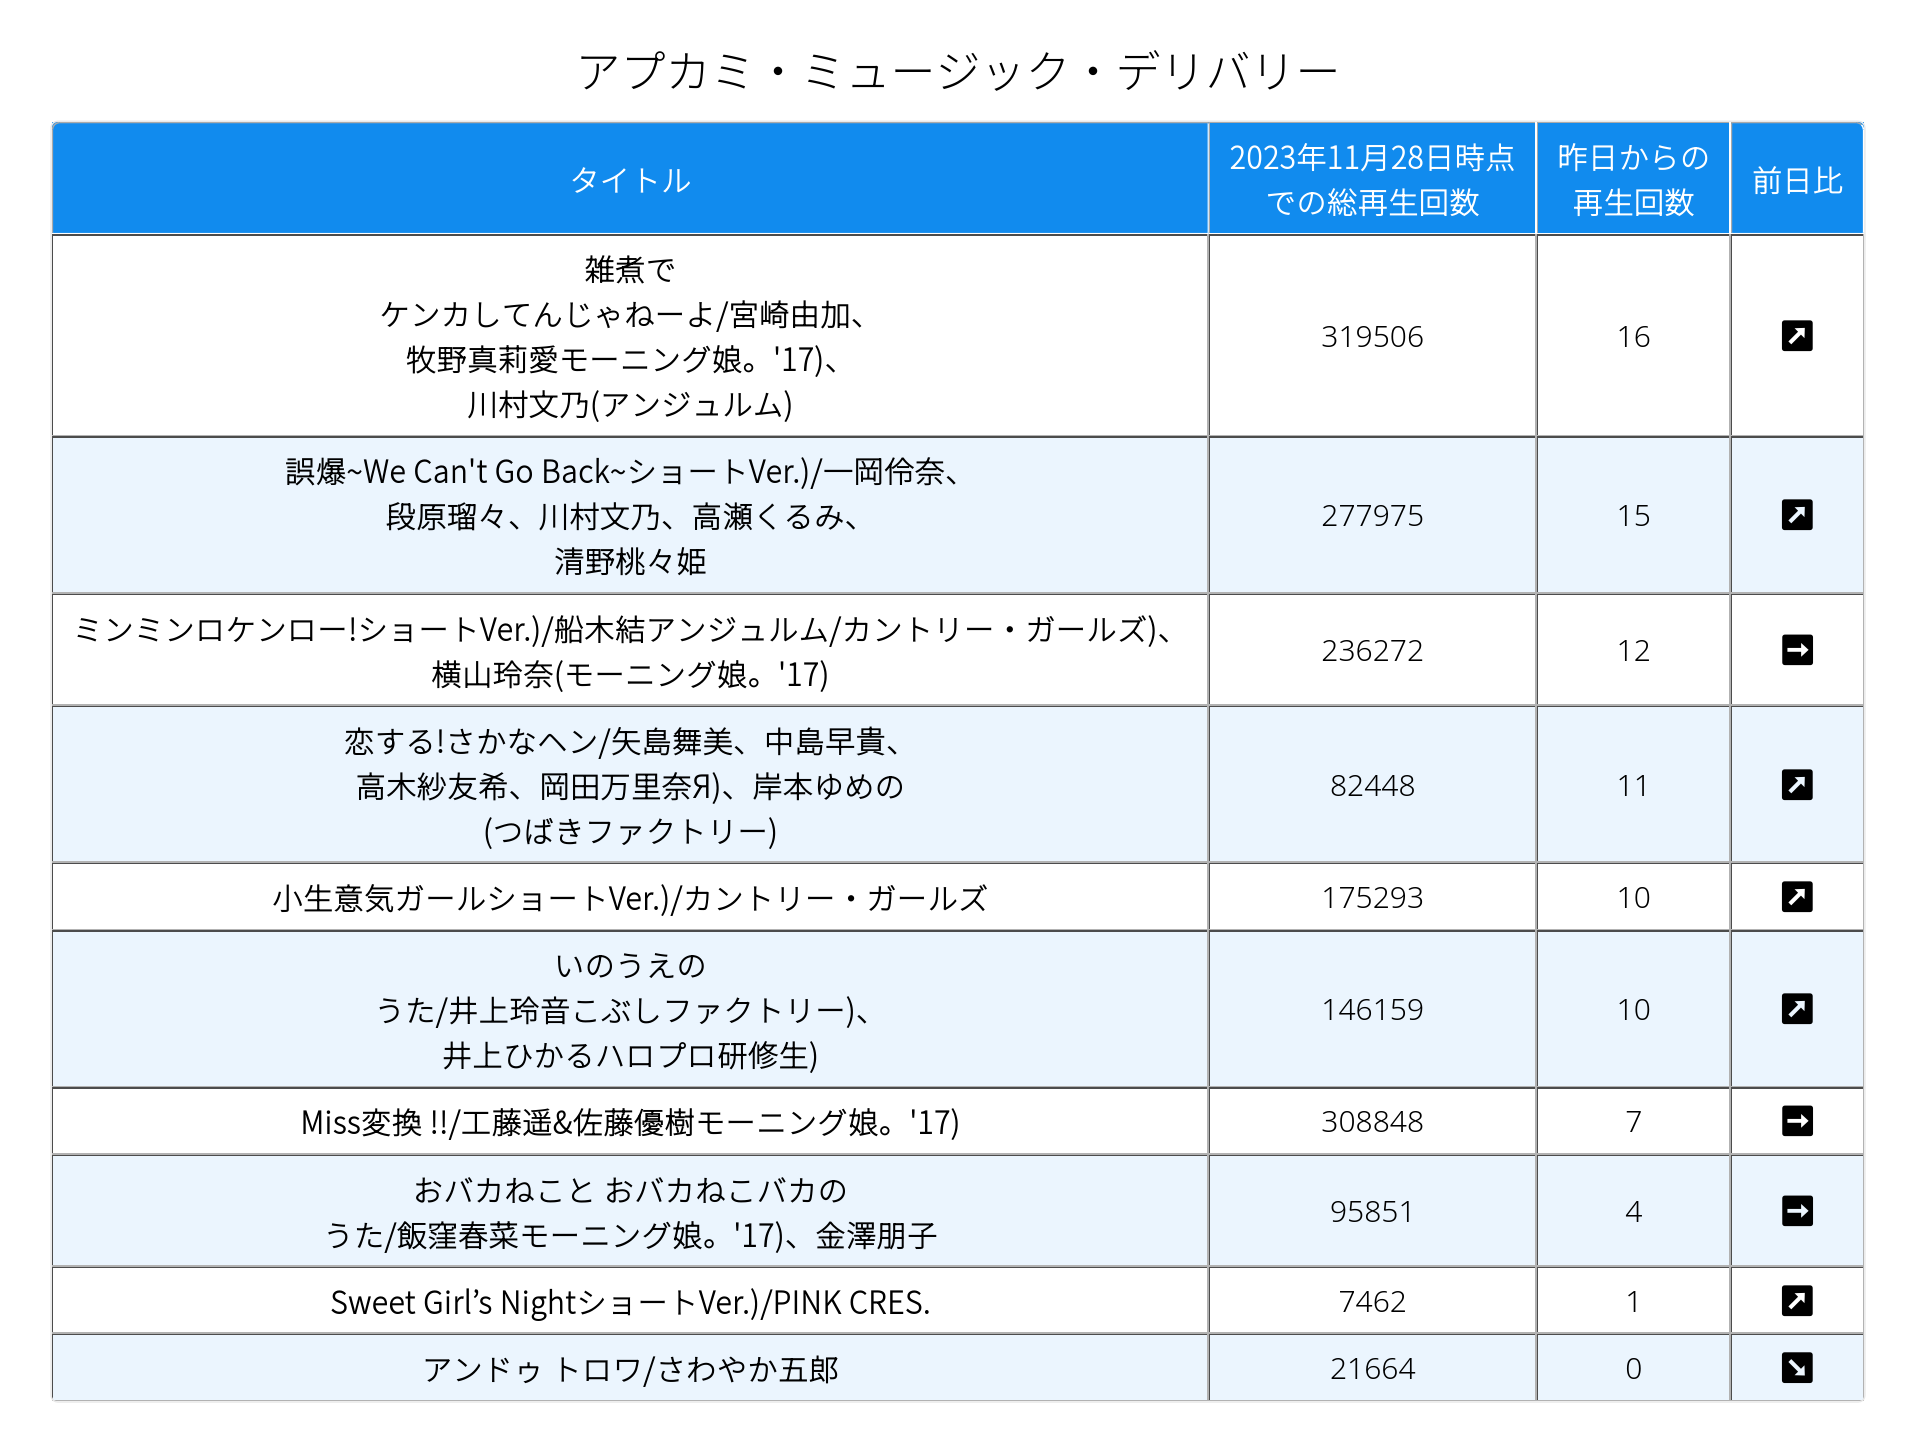 アプカミ・ミュージック・デリバリー
タイトル
2023年11月28日時点
での総再生回数
昨日からの
再生回数
前日比
雑煮で
ケンカしてんじゃねーよ/宮崎由加、
牧野真莉愛モーニング娘。'17)、
川村文乃(アンジュルム)
319506
16
誤爆~We Can't Go Back~ショートVer.)/一岡伶奈、
段原瑠々、川村文乃、高瀬くるみ、
清野桃々姫
277975
15
ミンミンロケンロー!ショートVer.)/船木結アンジュルム/カントリー・ガールズ)、
横山玲奈(モーニング娘。'17)
236272
12
恋する!さかなヘン/矢島舞美、中島早貴、
高木紗友希、岡田万里奈Я)、岸本ゆめの
(つばきファクトリー)
82448
11
小生意気ガールショートVer.)/カントリー・ガールズ
175293
10
いのうえの
うた/井上玲音こぶしファクトリー)、
井上ひかるハロプロ研修生)
146159
10
Miss変換 !!/工藤遥&佐藤優樹モーニング娘。'17)
308848
7
おバカねこと おバカねこバカの
うた/飯窪春菜モーニング娘。'17)、金澤朋子
95851
4
Sweet Girl’s NightショートVer.)/PINK CRES.
7462
1
アンドゥ トロワ/さわやか五郎
21664
0